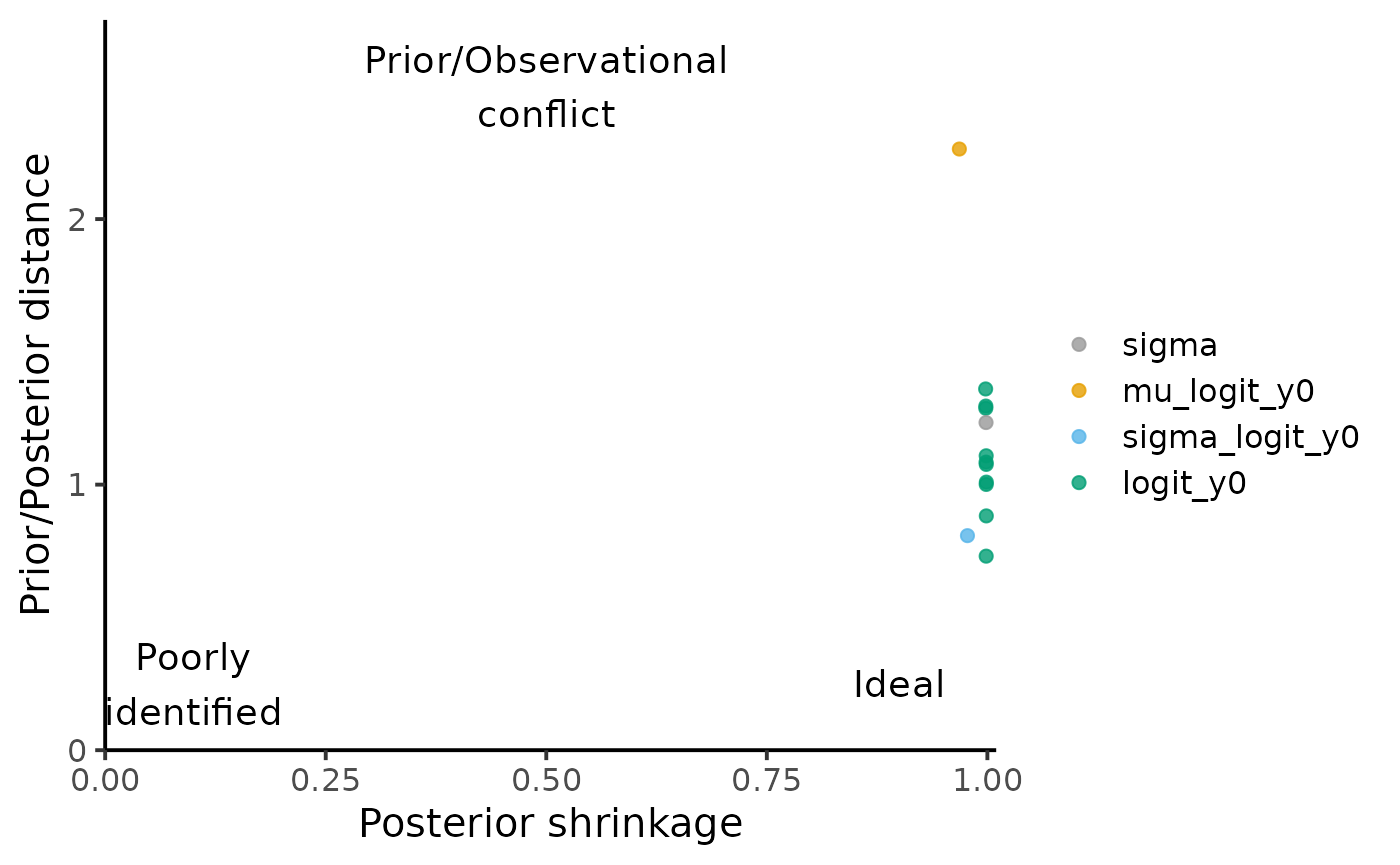 Prior/Observational
conflict
Prior/Posterior distance
2
1
0
Poorly
identified
Ideal
0.00 0.25 0.50 0.75 1.00
Posterior shrinkage
sigma
mu_logit_y0
sigma_logit_y0
logit_y0